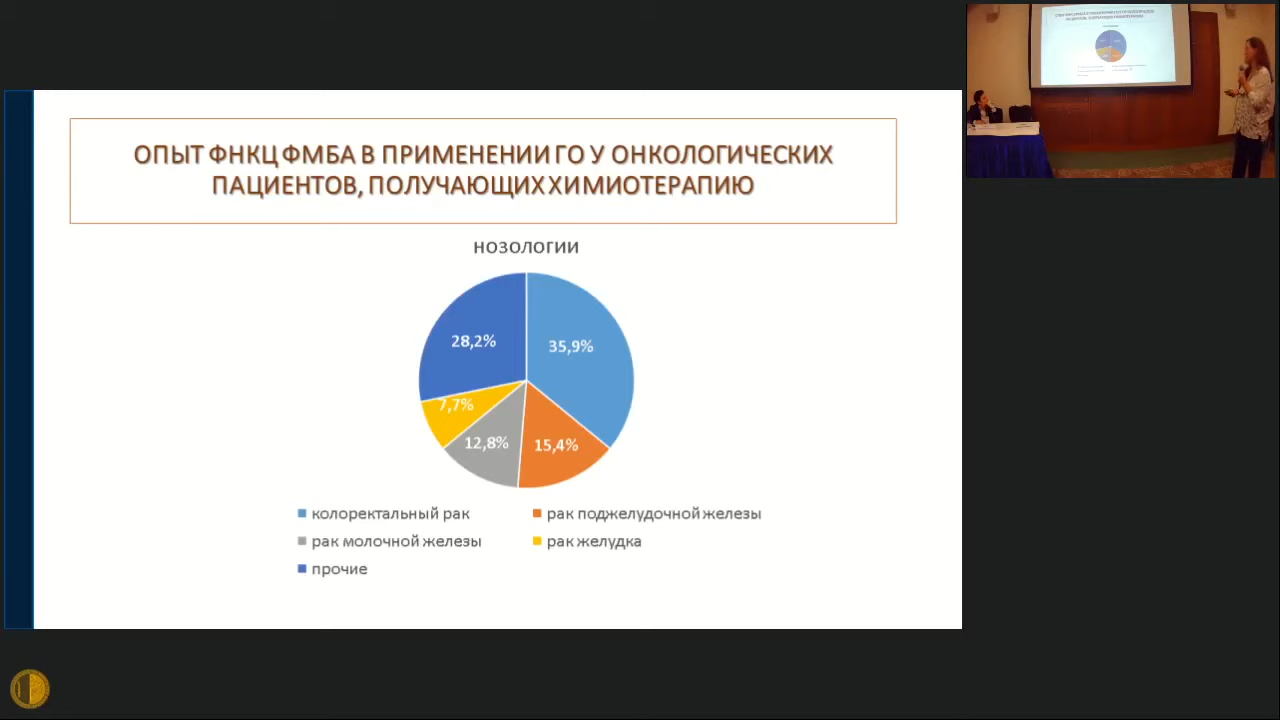 ОПЫТ ФНКЦ ФМБА В ПРИМЕНЕНИИ ГО У ОНКОЛОГИЧЕСКИХ
ПАЦИЕНТОВ, ПОЛУЧАЮЩИХ ХИМИОТЕРАПИЮ
нозологии
28,2%
35,9%
7,7%
12,8%
15,4%
колоректальный рак
рак поджелудочной железы
рак молочной железы
рак желудка
прочие